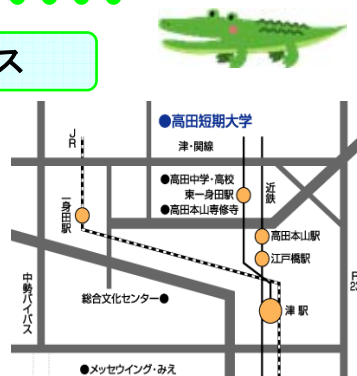 ス
●高田短期大学
JR
津・関線
●高田中学・高校
東一身田駅
●高田本山専修寺
近鉄
一身田駅
高田本山駅
江戸橋駅
中勢バイパス
総合文化センター●
津駅
●メッセウイング・みえ